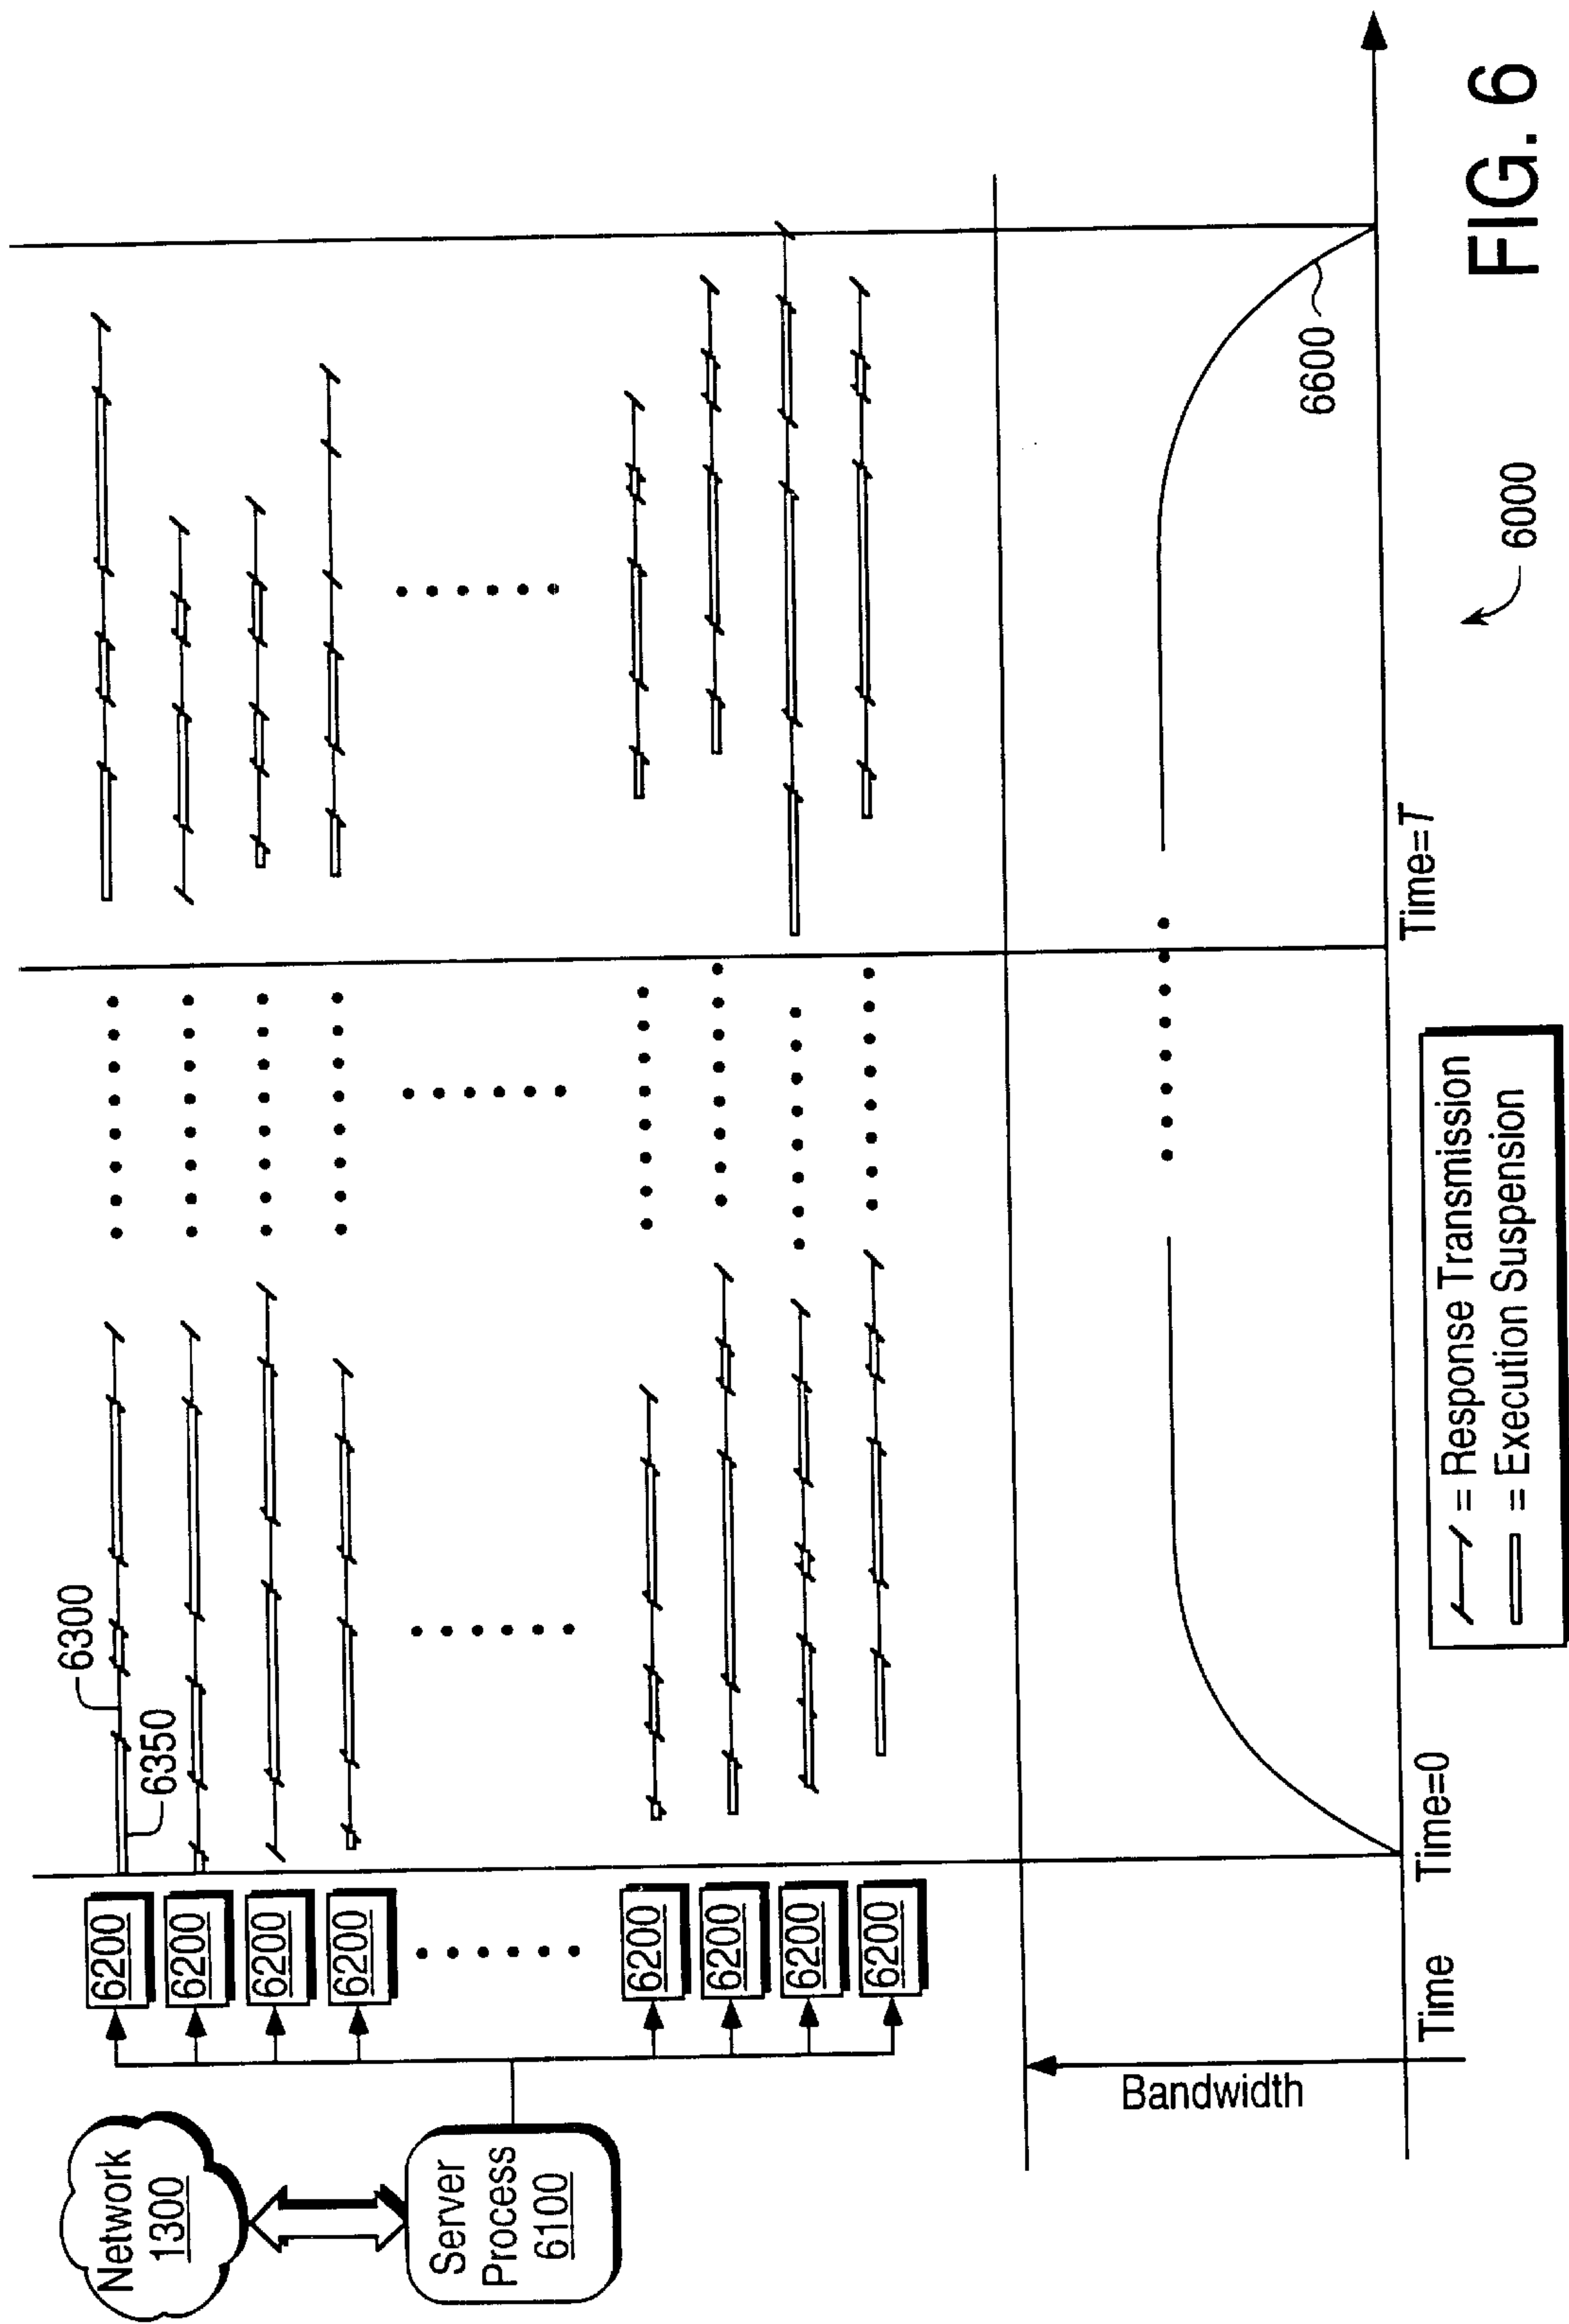 Network
1300
Server
Process
6100
6200
6200
6200
6200
6200
6200
6200
6200
6300
6350
Bandwidth
Time
Time=0
Time=T
6600
= Response Transmission
= Execution Suspension
6000
FIG. 6